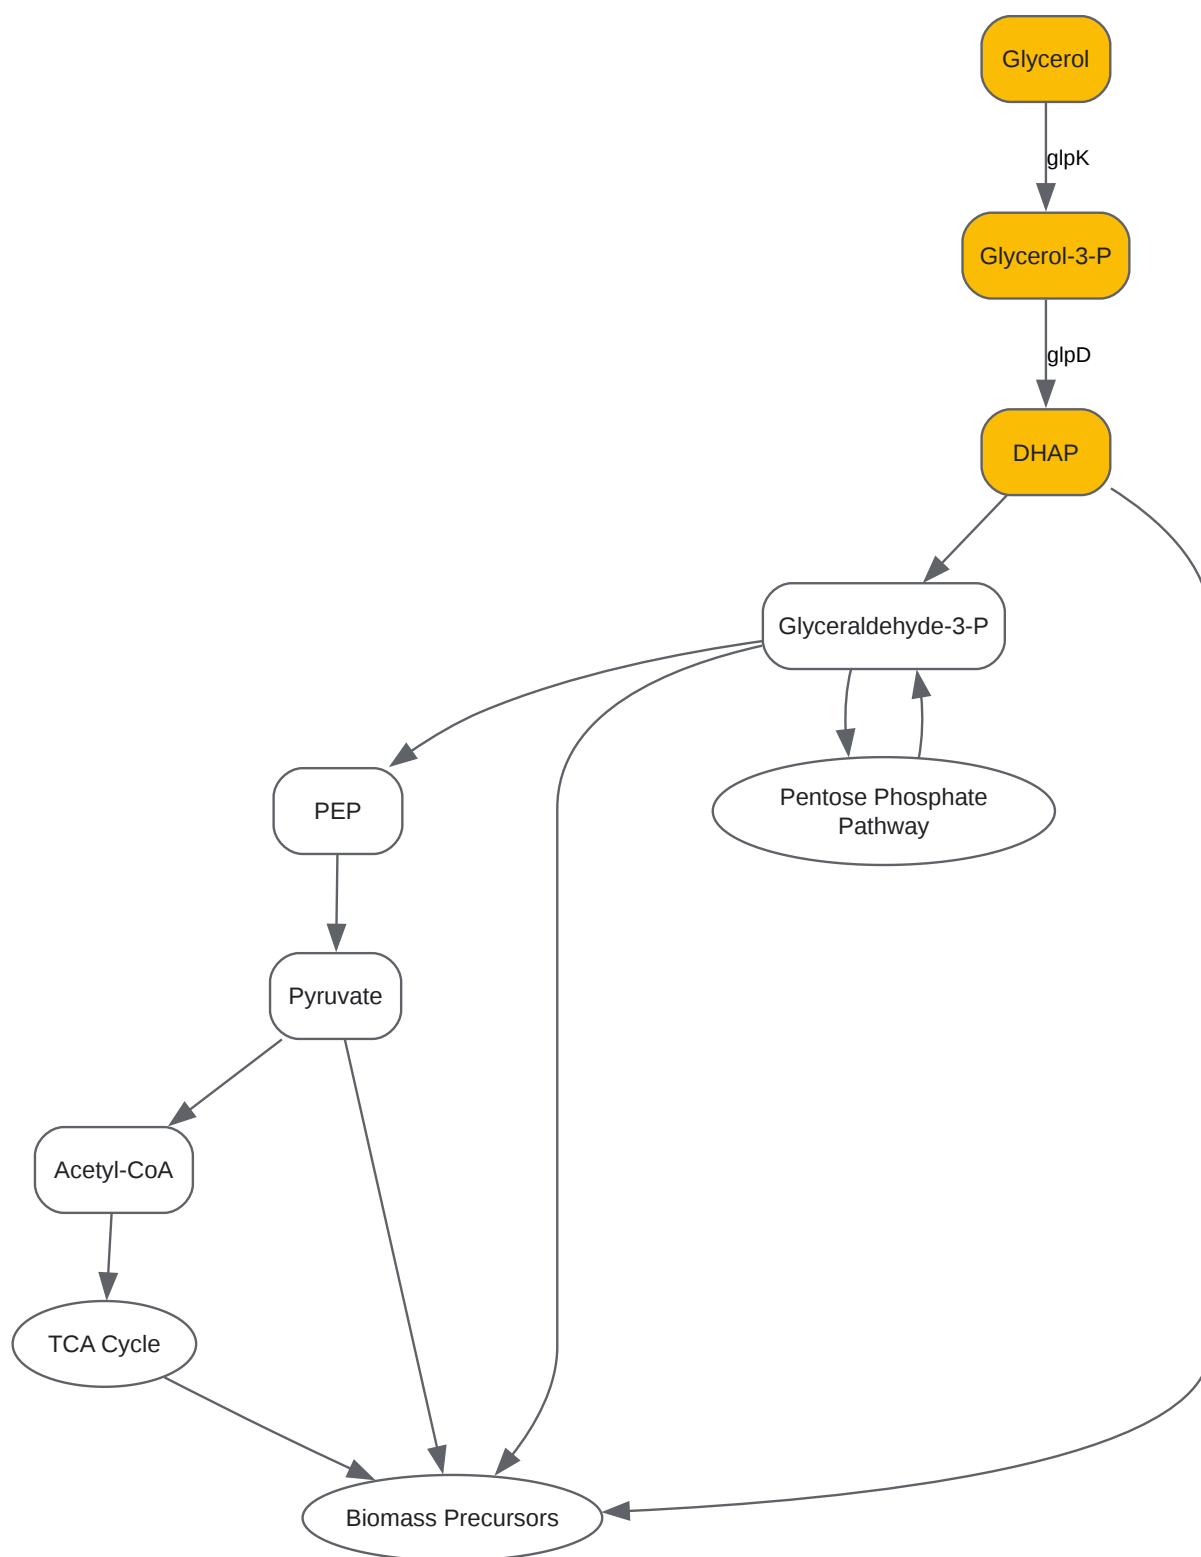 Glycerol
glpK
Glycerol-3-P
glpD
DHAP
Glyceraldehyde-3-P
PEP
Pentose Phosphate
Pathway
Pyruvate
Acetyl-CoA
TCA Cycle
Biomass Precursors